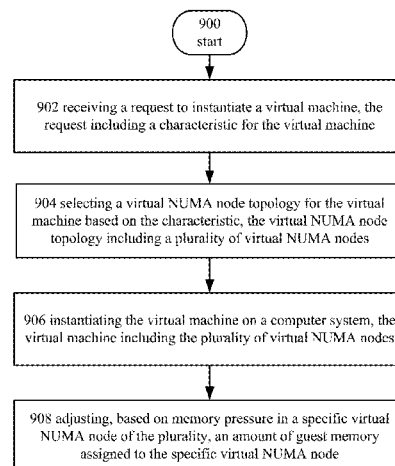 900
start
902 receiving a request to instantiate a virtual machine, the
request including a characteristic for the virtual machine
904 selecting a virtual NUMA node topology for the virtual
machine based on the characteristic, the virtual NUMA node
topology including a plurality of virtual NUMA nodes
906 instantiating the virtual machine on a computer system, the
virtual machine including the plurality of virtual NUMA nodes
908 adjusting, based on memory pressure in a specific virtual
NUMA node of the plurality, an amount of guest memory
assigned to the specific virtual NUMA node